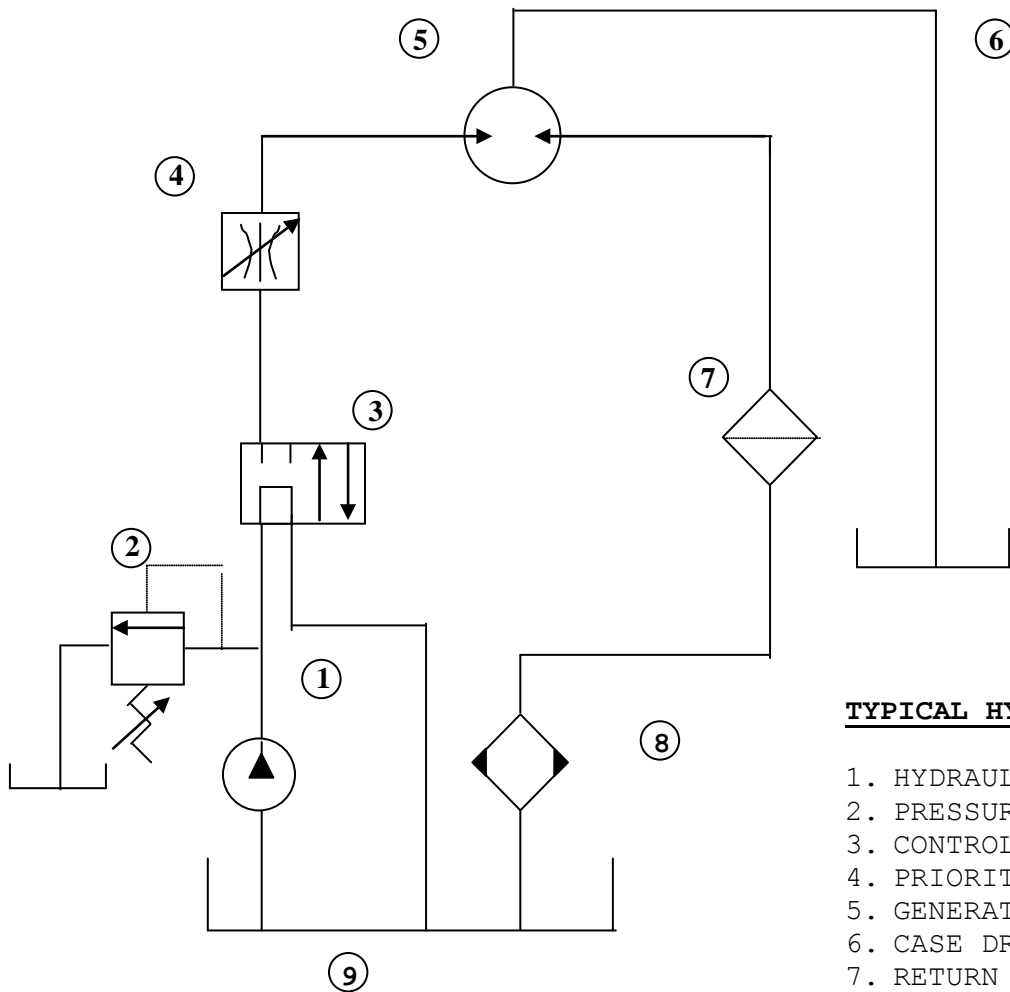 5
6
4
7
3
2
1
8
9
TYPICAL HY
1. HYDRAUL
2. PRESSUR
3. CONTROL
4. PRIORIT
5. GENERAT
6. CASE DR
7. RETURN